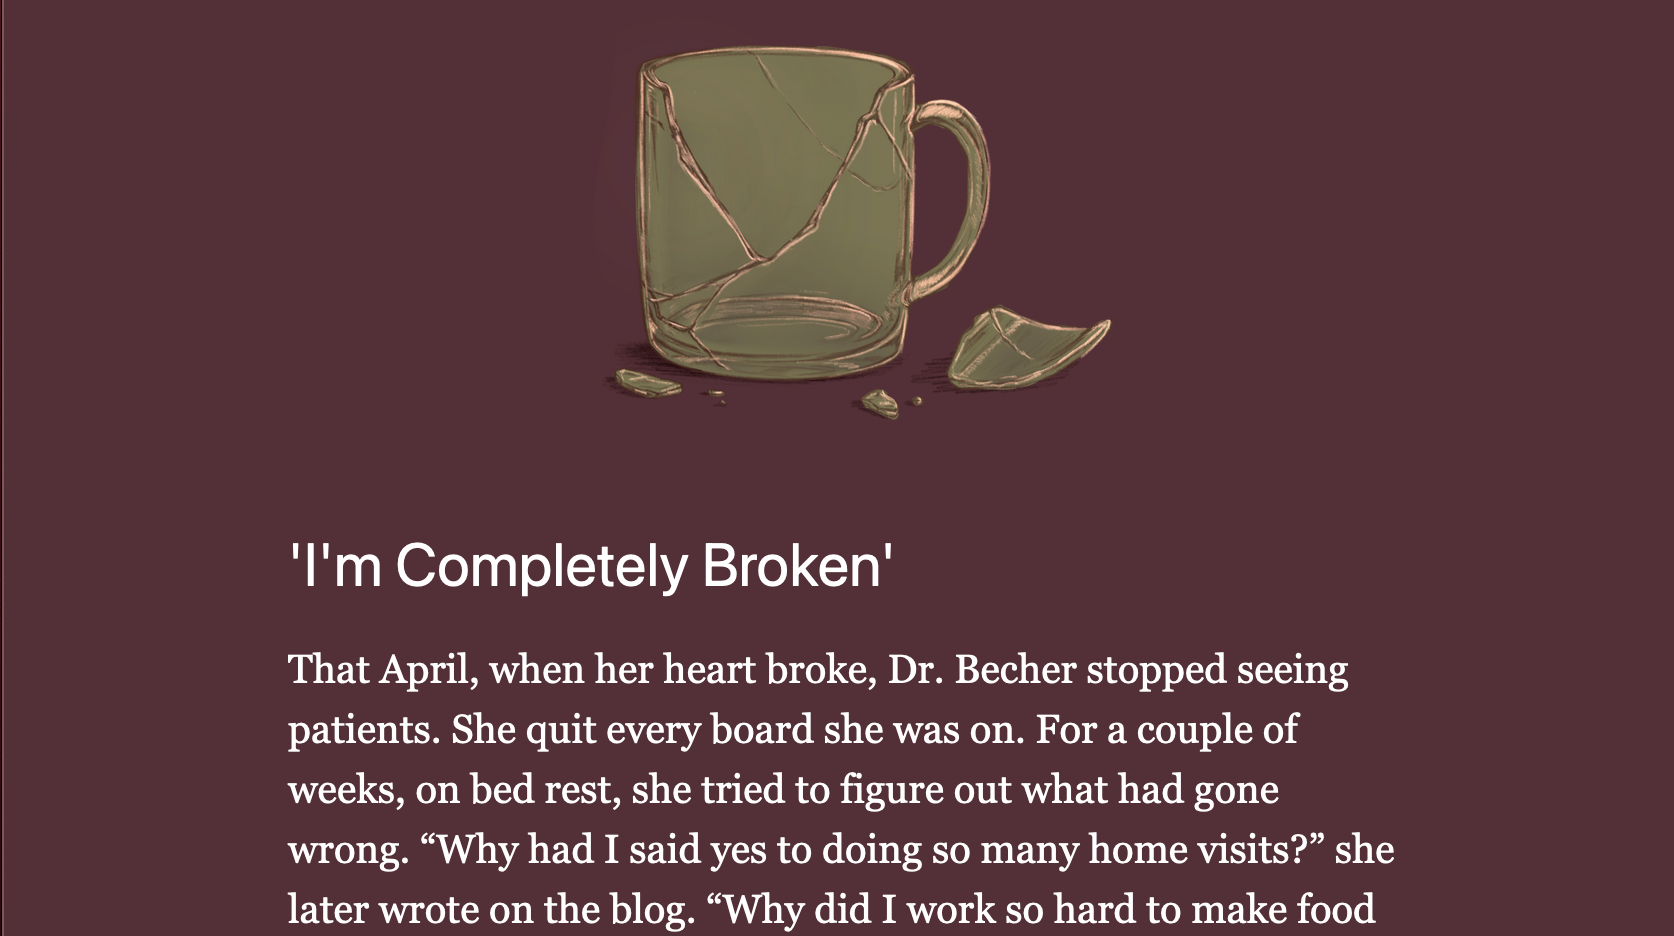 'I'm Completely Broken'
That April, when her heart broke, Dr. Becher stopped seeing
patients. She quit every board she was on. For a couple of
weeks, on bed rest, she tried to figure out what had gone
wrong. “Why had I said yes to doing so many home visits?” she
later wrote on the blog. “Why did I work so hard to make food